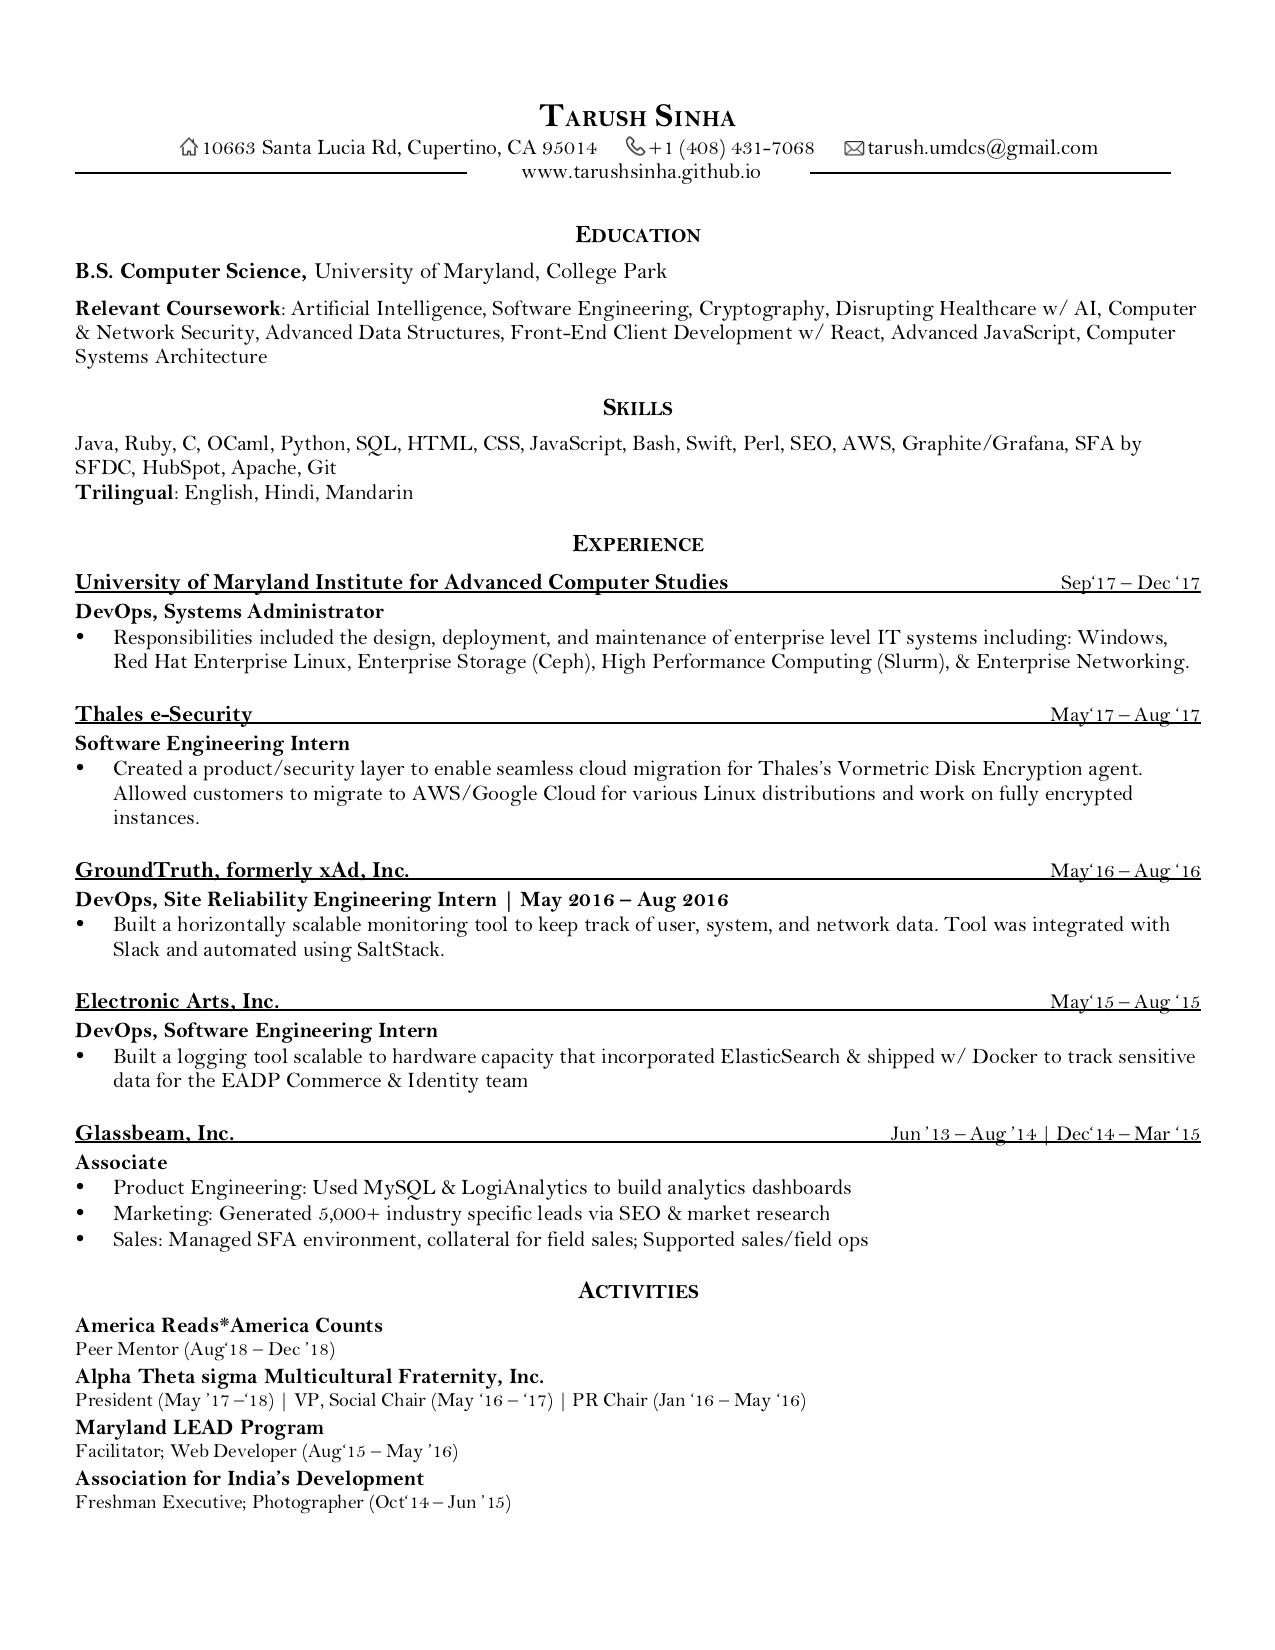 TARUSH SINHA
10663 Santa Lucia Rd, Cupertino, CA 95014 +1 (408) 431-7068 tarush.umdcs@gmail.com
www.tarushsinha.github.io
EDUCATION
B.S. Computer Science, University of Maryland, College Park
Relevant Coursework: Artificial Intelligence, Software Engineering, Cryptography, Disrupting Healthcare w/ AI, Computer
& Network Security, Advanced Data Structures, Front-End Client Development w/ React, Advanced JavaScript, Computer
Systems Architecture
SKILLS
Java, Ruby, C, OCaml, Python, SQL, HTML, CSS, JavaScript, Bash, Swift, Perl, SEO, AWS, Graphite/Grafana, SFA by
SFDC, HubSpot, Apache, Git
Trilingual: English, Hindi, Mandarin
EXPERIENCE
University of Maryland Institute for Advanced Computer Studies Sep‘17 – Dec ‘17
DevOps, Systems Administrator
• Responsibilities included the design, deployment, and maintenance of enterprise level IT systems including: Windows,
Red Hat Enterprise Linux, Enterprise Storage (Ceph), High Performance Computing (Slurm), & Enterprise Networking.
Thales e-Security May‘17 – Aug ‘17
Software Engineering Intern
• Created a product/security layer to enable seamless cloud migration for Thales’s Vormetric Disk Encryption agent.
Allowed customers to migrate to AWS/Google Cloud for various Linux distributions and work on fully encrypted
instances.
GroundTruth, formerly xAd, Inc. May‘16 – Aug ‘16
DevOps, Site Reliability Engineering Intern | May 2016 – Aug 2016
• Built a horizontally scalable monitoring tool to keep track of user, system, and network data. Tool was integrated with
Slack and automated using SaltStack.
Electronic Arts, Inc. May‘15 – Aug ‘15
DevOps, Software Engineering Intern
• Built a logging tool scalable to hardware capacity that incorporated ElasticSearch & shipped w/ Docker to track sensitive
data for the EADP Commerce & Identity team
Glassbeam, Inc. Jun ’13 – Aug ’14 | Dec‘14 – Mar ‘15
Associate
• Product Engineering: Used MySQL & LogiAnalytics to build analytics dashboards
• Marketing: Generated 5,000+ industry specific leads via SEO & market research
• Sales: Managed SFA environment, collateral for field sales; Supported sales/field ops
ACTIVITIES
America Reads*America Counts
Peer Mentor (Aug‘18 – Dec ’18)
Alpha Theta sigma Multicultural Fraternity, Inc.
President (May ’17 –‘18) | VP, Social Chair (May ‘16 – ‘17) | PR Chair (Jan ‘16 – May ‘16)
Maryland LEAD Program
Facilitator; Web Developer (Aug‘15 – May ’16)
Association for India’s Development
Freshman Executive; Photographer (Oct‘14 – Jun ’15)